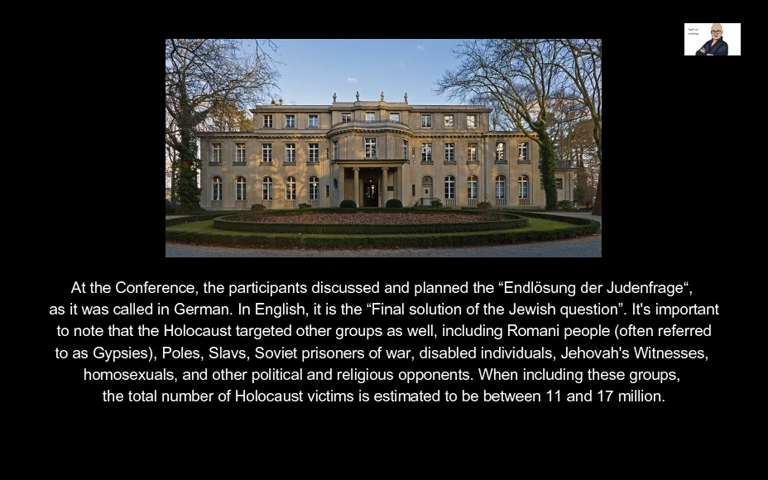 At the Conference, the participants discussed and planned the “Endlösung der Judenfrage“,
as it was called in German. In English, it is the “Final solution of the Jewish question”. It's important
to note that the Holocaust targeted other groups as well, including Romani people (often referred
to as Gypsies), Poles, Slavs, Soviet prisoners of war, disabled individuals, Jehovah's Witnesses,
homosexuals, and other political and religious opponents. When including these groups,
the total number of Holocaust victims is estimated to be between 11 and 17 million.